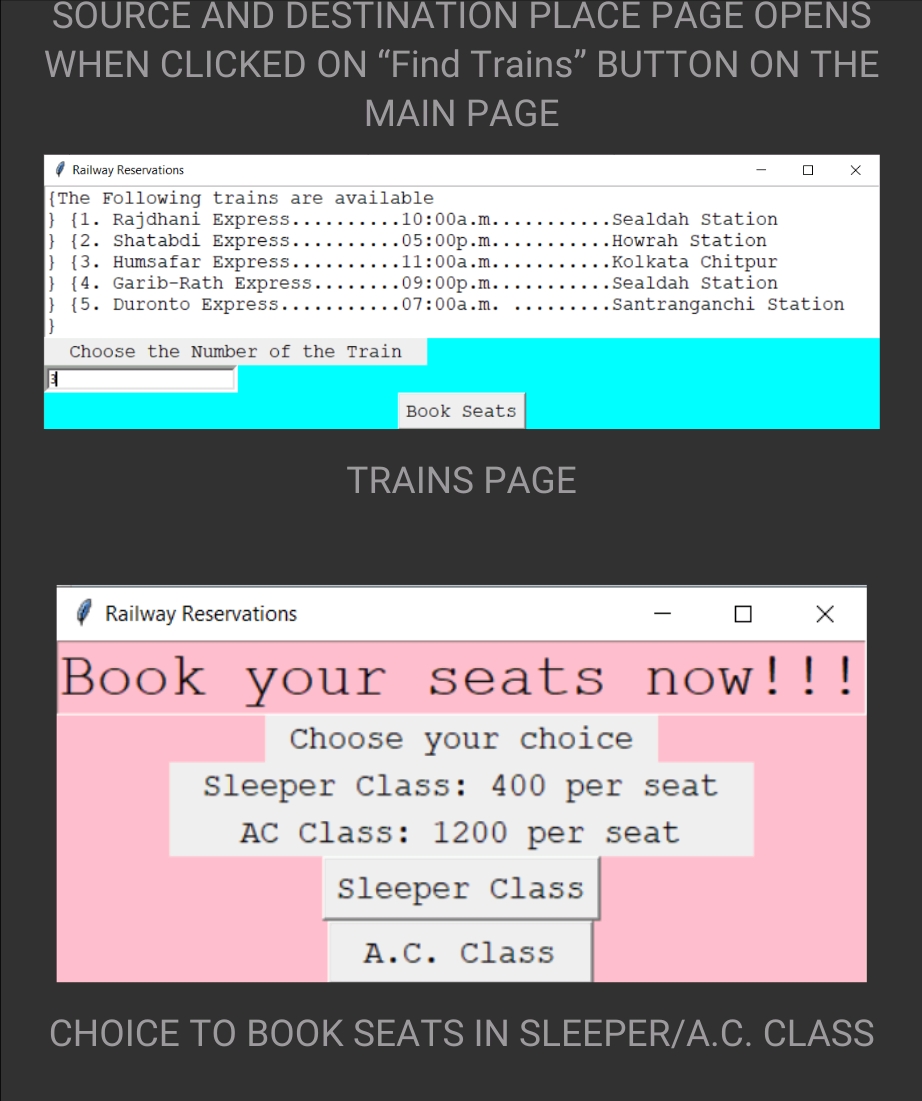 SOURCE AND DESTINATION PLACE PAGE OPENS
WHEN CLICKED ON “Find Trains” BUTTON ON THE
MAIN PAGE
Railway Reservations
{The Following trains are available
} {1. Rajdhani Express..........10:00a.m...........Sealdah Station
} {2. Shatabdi Express..........05:00p.m...........Howrah Station
} {3. Humsafar Express..........11:00a.m...........Kolkata Chitpur
} {4. Garib-Rath Express........09:00p.m...........Sealdah Station
} {5. Duronto Express...........07:00a.m. .........Santranganchi Station
}
Choose the Number of the Train
3
Book Seats
TRAINS PAGE
Railway Reservations
Book your seats now!!!
Choose your choice
Sleeper Class: 400 per seat
AC Class: 1200 per seat
Sleeper Class
A.C. Class
CHOICE TO BOOK SEATS IN SLEEPER/A.C. CLASS